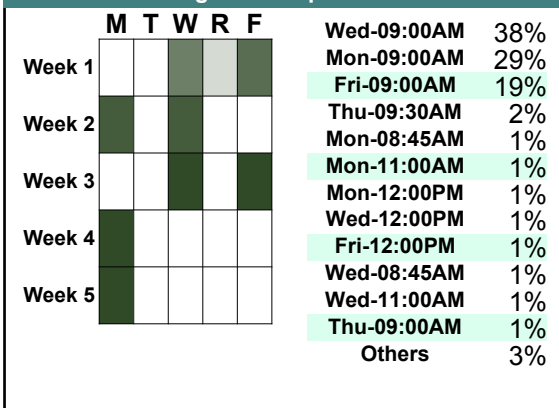 M T W R F
Week 1
Week 2
Week 3
Week 4
Week 5
Wed-09:00AM 38%
Mon-09:00AM 29%
Fri-09:00AM 19%
Thu-09:30AM 2%
Mon-08:45AM 1%
Mon-11:00AM 1%
Mon-12:00PM 1%
Wed-12:00PM 1%
Fri-12:00PM 1%
Wed-08:45AM 1%
Wed-11:00AM 1%
Thu-09:00AM 1%
Others 3%